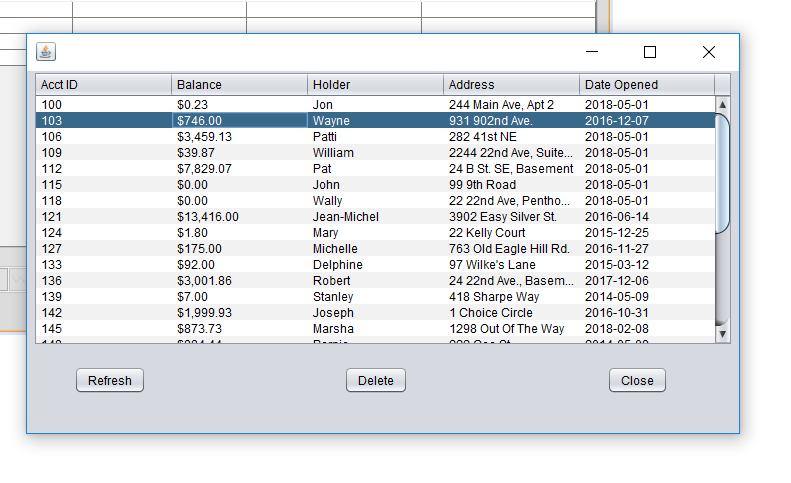 Acct ID Balance Holder Address Date Opened
100 $0.23 Jon 244 Main Ave, Apt 2 2018-05-01
103 $746.00 Wayne 931 902nd Ave. 2016-12-07
106 $3,459.13 Patti 282 41st NE 2018-05-01
109 $39.87 William 2244 22nd Ave, Suite... 2018-05-01
112 $7,829.07 Pat 24 B St. SE, Basement 2018-05-01
115 $0.00 John 99 9th Road 2018-05-01
118 $0.00 Wally 22 22nd Ave, Pentho... 2018-05-01
121 $13,416.00 Jean-Michel 3902 Easy Silver St. 2016-06-14
124 $1.80 Mary 22 Kelly Court 2015-12-25
127 $175.00 Michelle 763 Old Eagle Hill Rd. 2016-11-27
133 $92.00 Delphine 97 Wilke's Lane 2015-03-12
136 $3,001.86 Robert 24 22nd Ave., Basem... 2017-12-06
139 $7.00 Stanley 418 Sharpe Way 2014-05-09
142 $1,999.93 Joseph 1 Choice Circle 2016-10-31
145 $873.73 Marsha 1298 Out Of The Way 2018-02-08
Refresh Delete Close